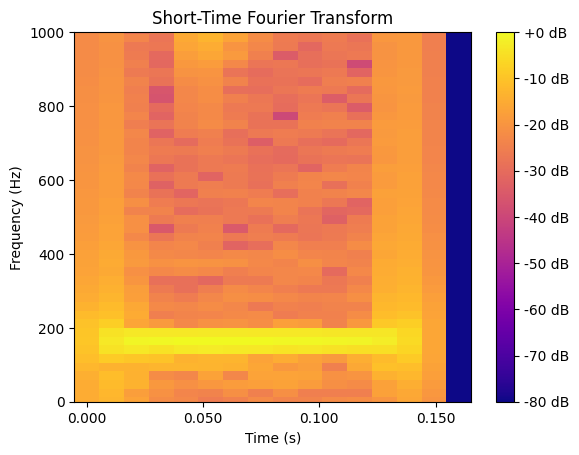 Short-Time Fourier Transform
1000
800
600
400
200
0
Frequency (Hz)
0.000
0.050
0.100
0.150
Time (s)
+0 dB
-10 dB
-20 dB
-30 dB
-40 dB
-50 dB
-60 dB
-70 dB
-80 dB